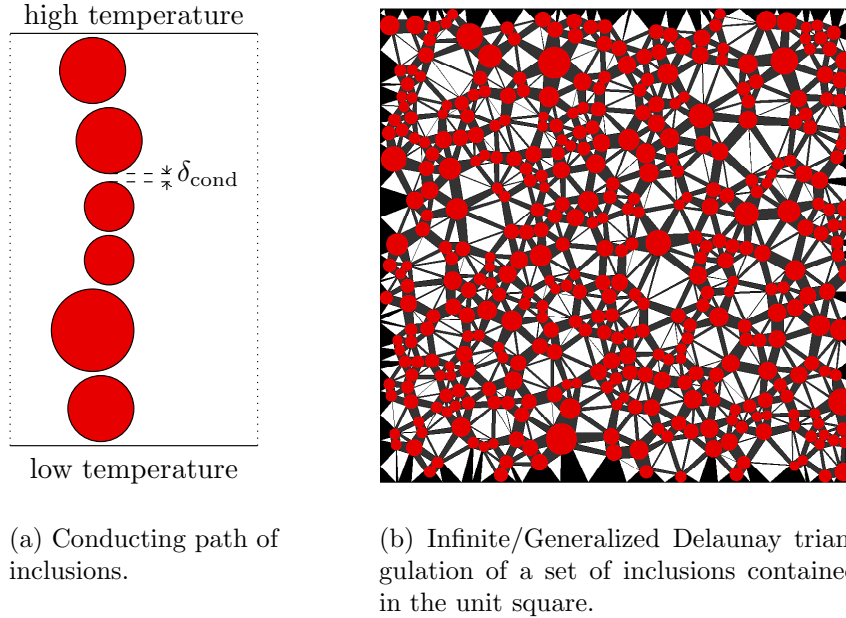 high temperature
δcond
low temperature
(a) Conducting path of
inclusions.
(b) Infinite/Generalized Delaunay trian
gulation of a set of inclusions contained
in the unit square.